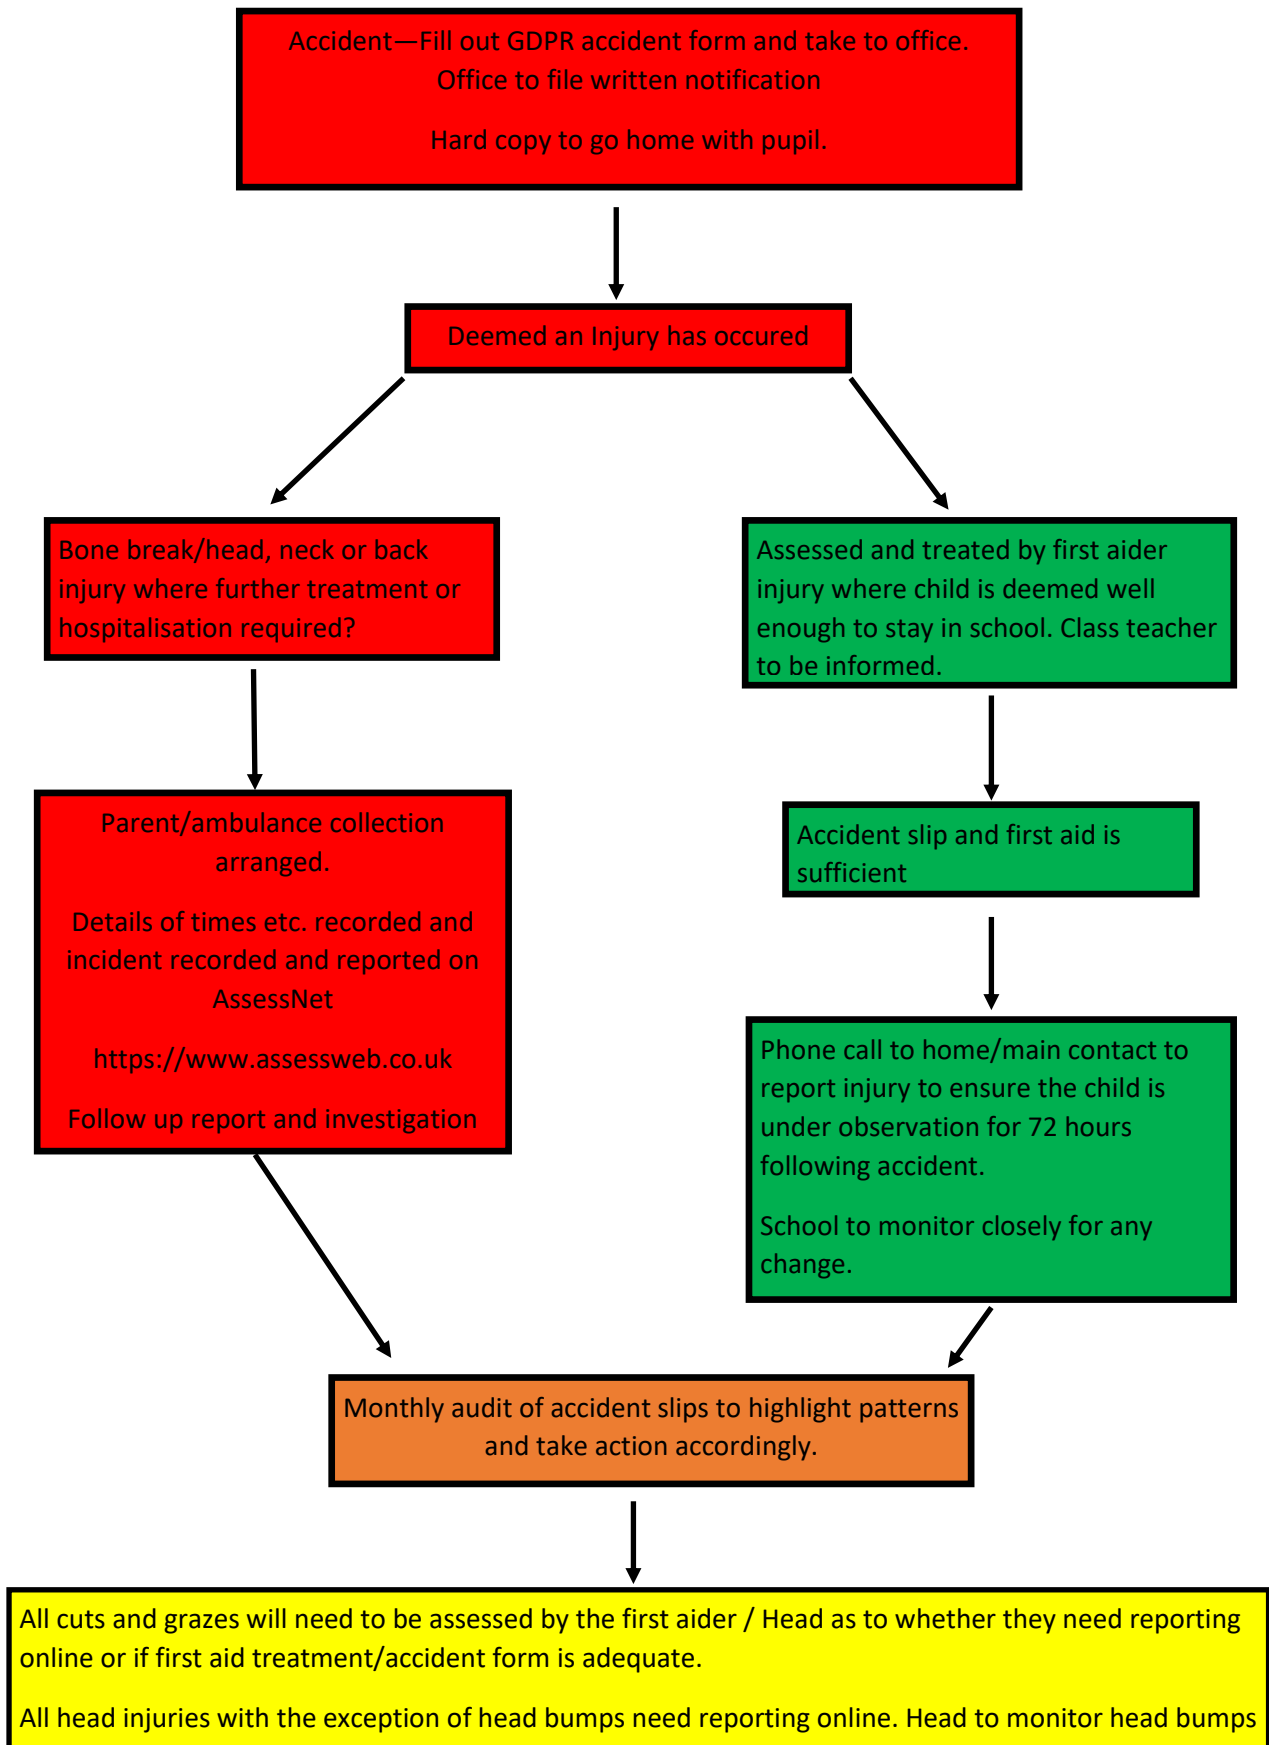 Accident—Fill out GDPR accident form and take to office.
Office to file written notification
Hard copy to go home with pupil.
Deemed an Injury has occured
Bone break/head, neck or back
injury where further treatment or
hospitalisation required?
Assessed and treated by first aider
injury where child is deemed well
enough to stay in school. Class teacher
to be informed.
Parent/ambulance collection
arranged.
Details of times etc. recorded and
incident recorded and reported on
AssessNet
https://www.assessweb.co.uk
Follow up report and investigation
Accident slip and first aid is
sufficient
Phone call to home/main contact to
report injury to ensure the child is
under observation for 72 hours
following accident.
School to monitor closely for any
change.
Monthly audit of accident slips to highlight patterns
and take action accordingly.
All cuts and grazes will need to be assessed by the first aider / Head as to whether they need reporting
online or if first aid treatment/accident form is adequate.
All head injuries with the exception of head bumps need reporting online. Head to monitor head bumps